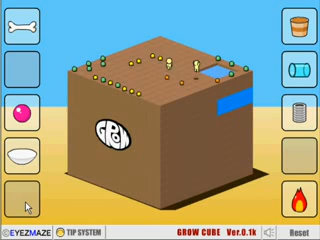 GROW
©EYEZMAZE
TIP SYSTEM
GROW CUBE Ver.0.1k
Reset